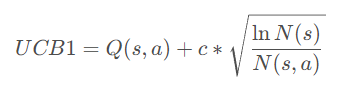 UCB1 = Q(s, a) + c * √(ln N(s) / N(s, a))